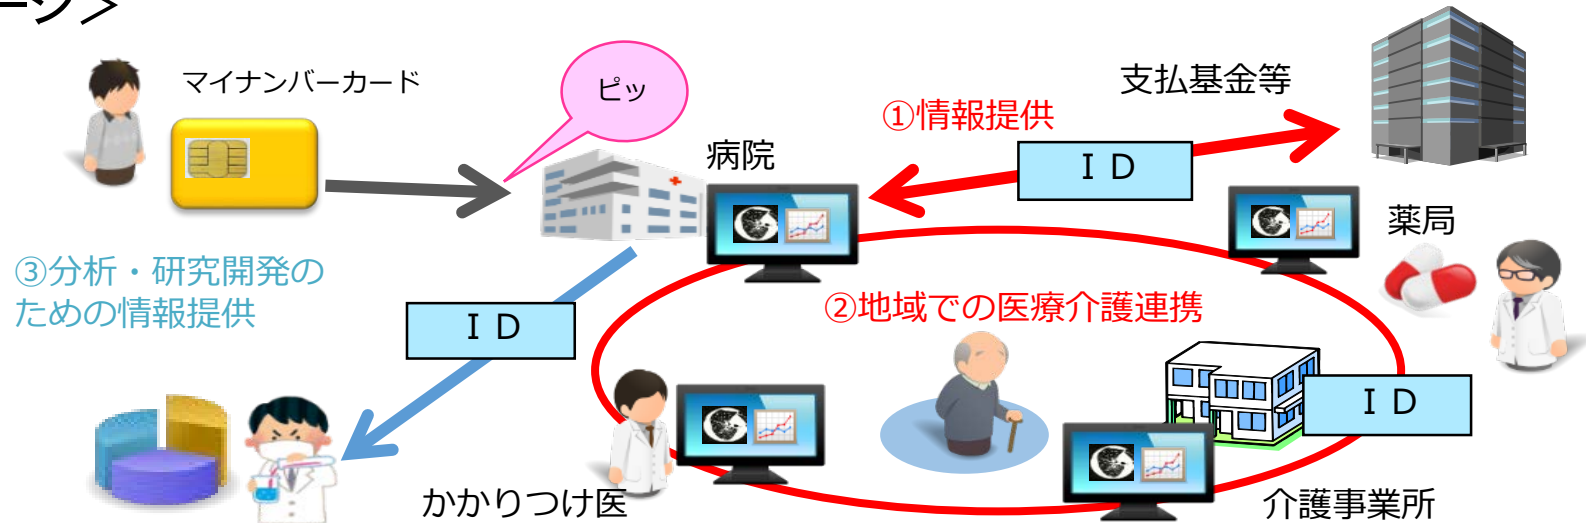 ーン＞
マイナンバーカード
ピッ
支払基金等
①情報提供
病院
ＩＤ
薬局
③分析・研究開発の
ための情報提供
②地域での医療介護連携
ＩＤ
ＩＤ
かかりつけ医
介護事業所